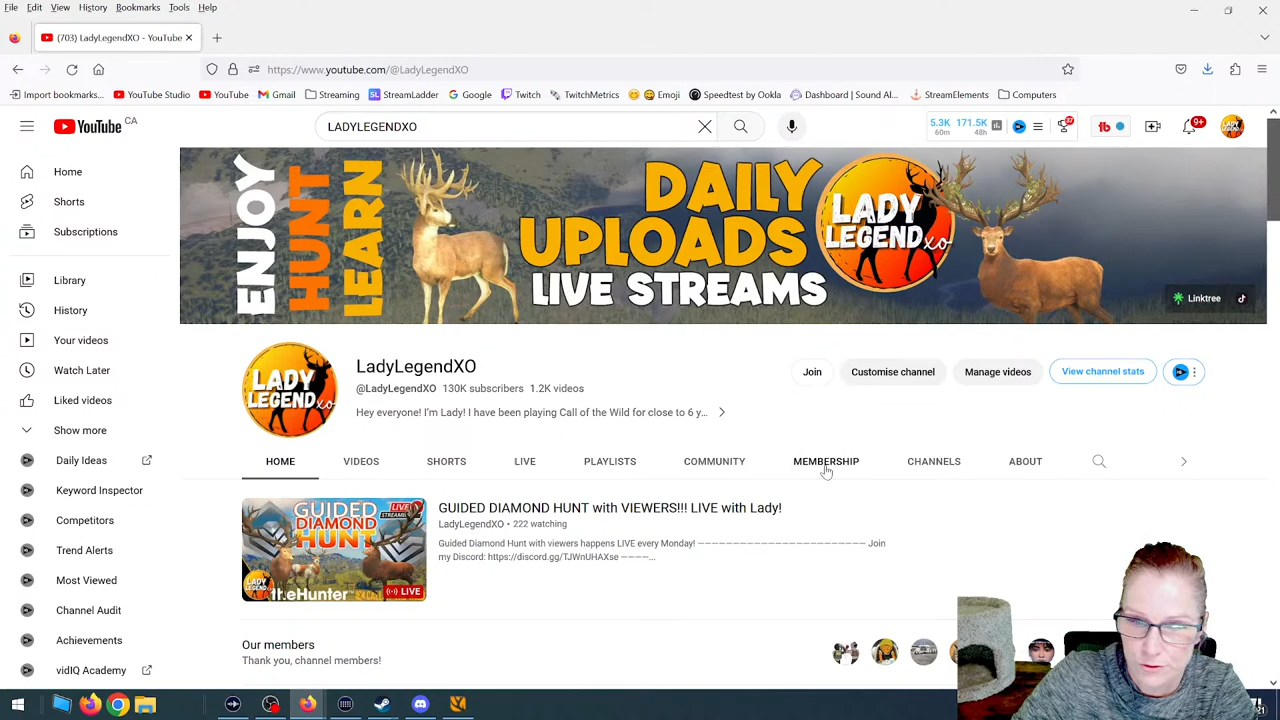 File Edit View History Bookmarks Tools Help
(703) LadyLegendXO - YouTube
https://www.youtube.com/@LadyLegendXO
Import bookmarks... YouTube Studio YouTube Gmail Streaming StreamLadder Google Twitch TwitchMetrics Emoji Speedtest by Ookla Dashboard | Sound Al... StreamElements Computers
YouTube CA
LADYLEGENDXO
5.3K 60m 171.5K 48h
9+
Home
Shorts
Subscriptions
Library
History
Your videos
Watch Later
Liked videos
Show more
Daily Ideas
Keyword Inspector
Competitors
Trend Alerts
Most Viewed
Channel Audit
Achievements
vidIQ Academy
ENJOY
HUNT
LEARN
DAILY
UPLOADS
LIVE STREAMS
LADY
LEGEND xo
Linktree
LADY
LEGEND xo
LadyLegendXO
@LadyLegendXO 130K subscribers 1.2K videos
Hey everyone! I'm Lady! I have been playing Call of the Wild for close to 6 y...
Join Customise channel Manage videos View channel stats
HOME VIDEOS SHORTS LIVE PLAYLISTS COMMUNITY MEMBERSHIP CHANNELS ABOUT
GUIDED
DIAMOND
HUNT
LIVE
LADY
LEGEND
theHunter
LIVE
GUIDED DIAMOND HUNT with VIEWERS!!! LIVE with Lady!
LadyLegendXO • 222 watching
Guided Diamond Hunt with viewers happens LIVE every Monday! ———————————————————————— Join
my Discord: https://discord.gg/TJWnUHAXse ————...
Our members
Thank you, channel members!